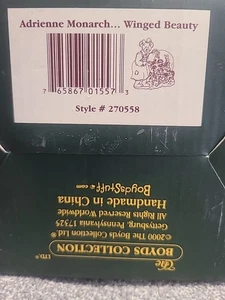 Adrienne Monarch... Winged Beauty
7 65867 01557 3
Style # 270558
The
BOYDS COLLECTION LTD.
©2000 The Boyds Collection Ltd.®
Gettysburg, Pennsylvania 17325
All Rights Reserved Worldwide
Handmade in China
BoydsStuff.com